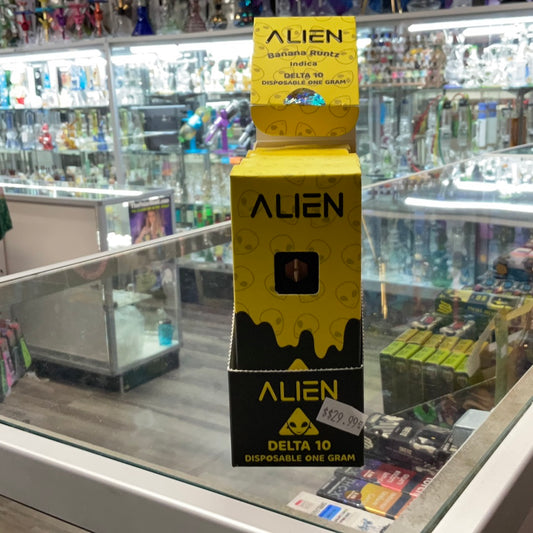 ALIEN
Banana Runtz
Indica
DELTA 10
DISPOSABLE ONE GRAM
ALIEN
ALIEN
$$29.99¢
DELTA 10
DISPOSABLE ONE GRAM